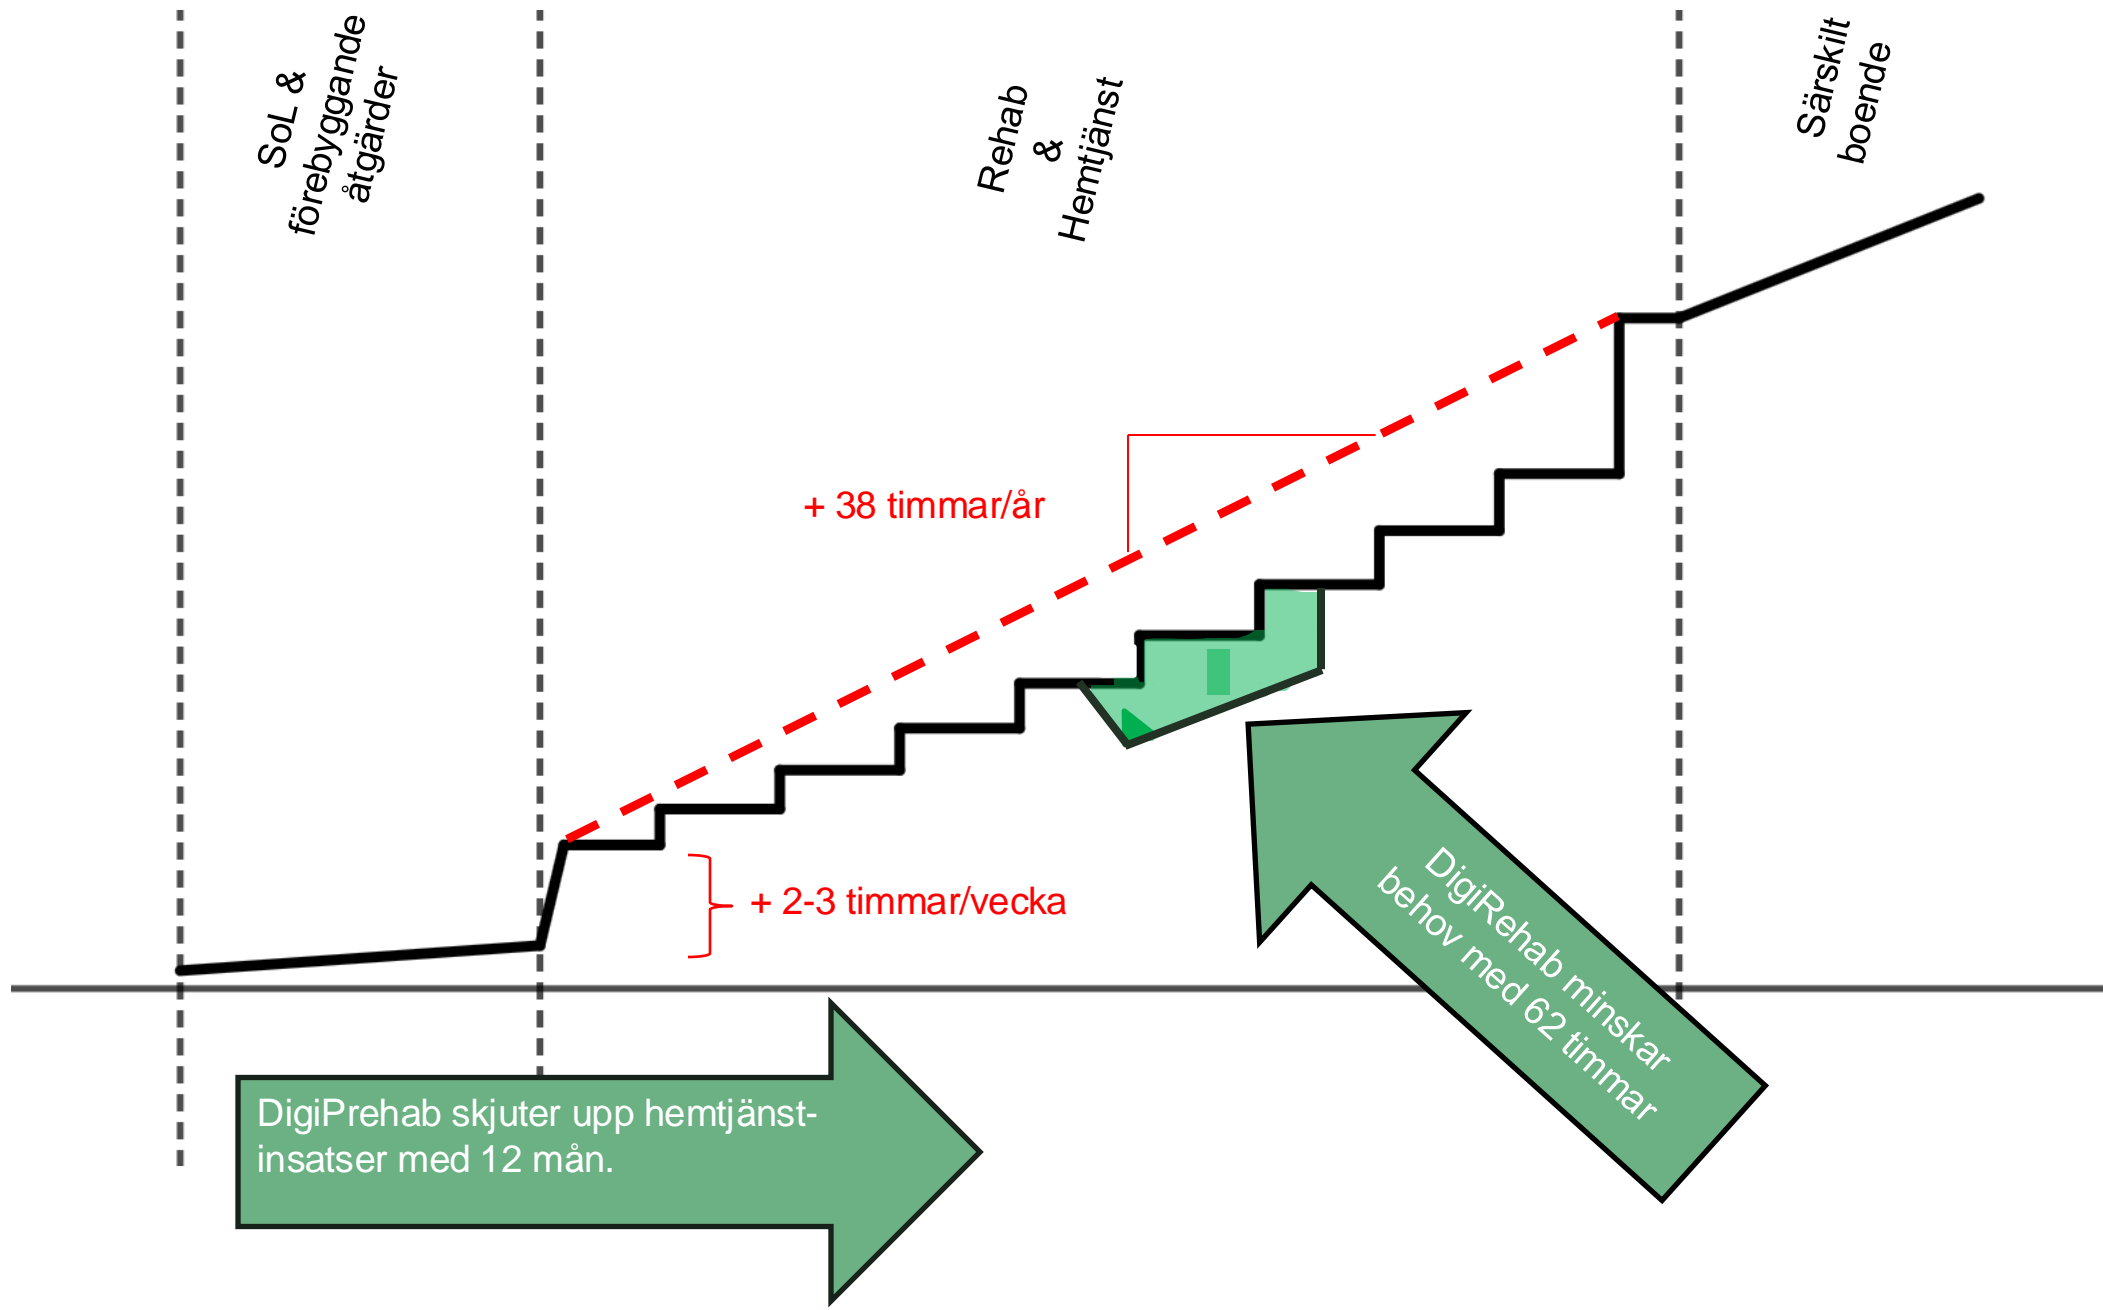 SoL &
förebyggande
åtgärder
Rehab
&
Hemtjänst
Särskilt
boende
+ 38 timmar/år
+ 2-3 timmar/vecka
DigiRehab minskar
behov med 62 timmar
DigiPrehab skjuter upp hemtjänst-
insatser med 12 mån.